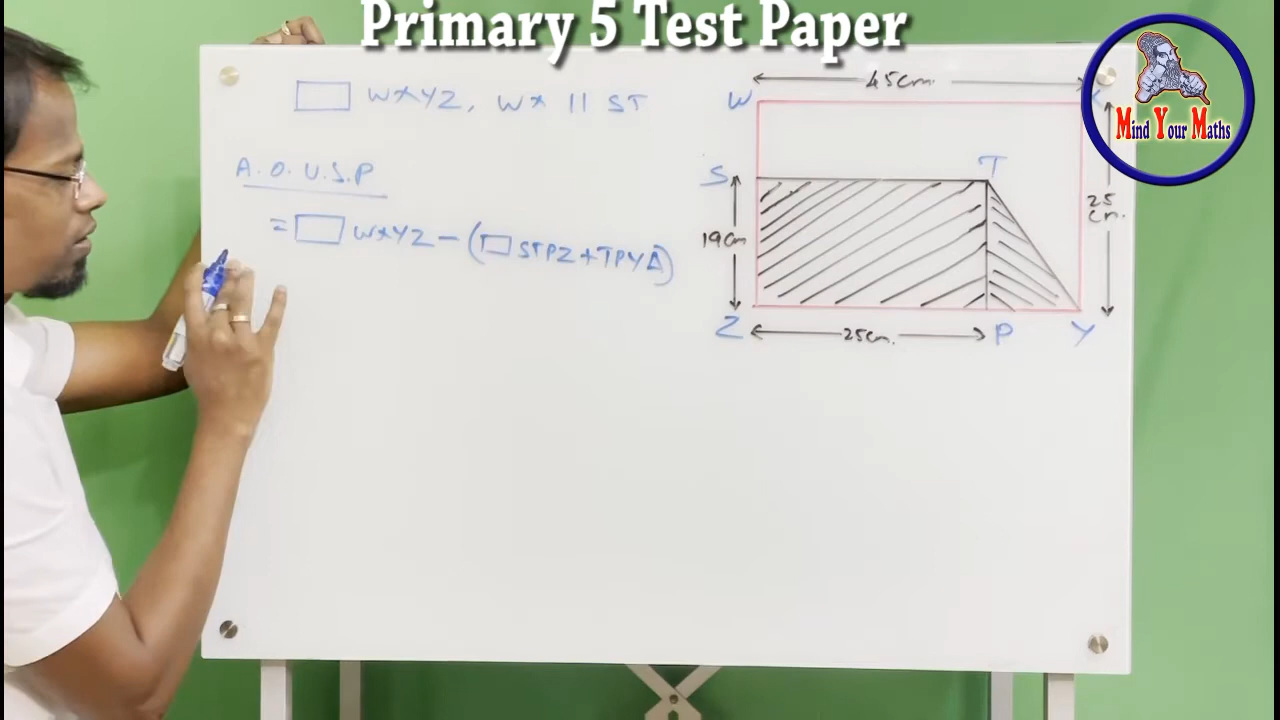 Primary 5 Test Paper
Mind Your Maths
WXYZ, WX || ST
A.O.U.S.P
= WXYZ - ( STPZ + TPY∆)
45cm.
W X
S T
19cm
25 cm.
Z P Y
25cm.